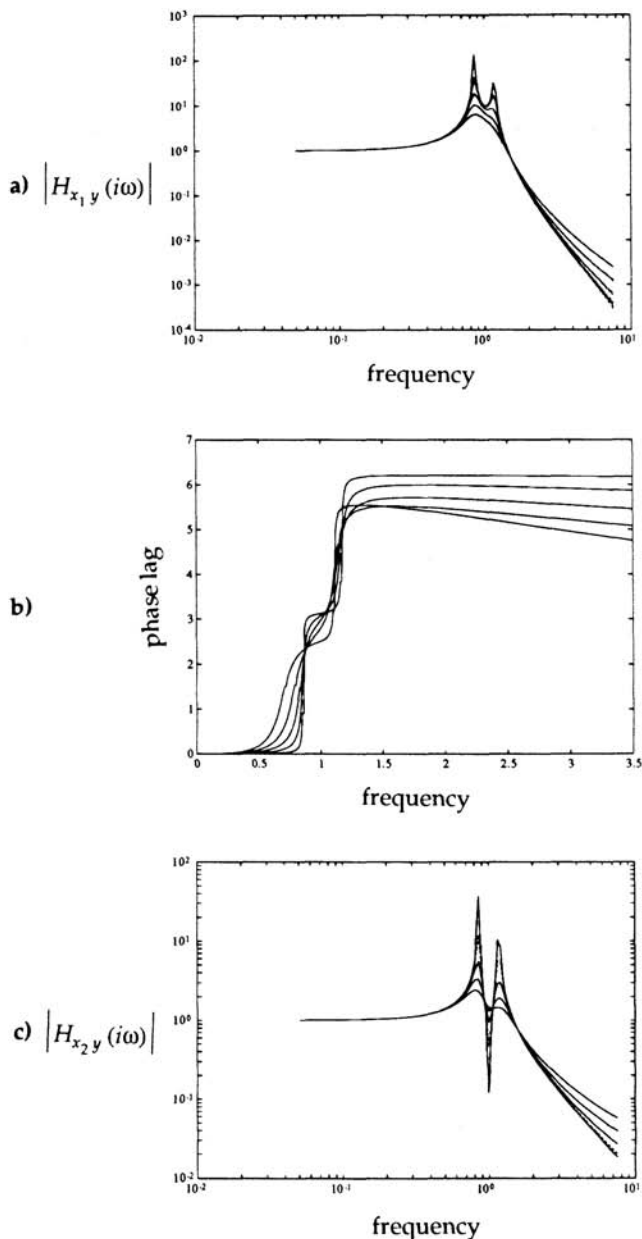 10³
10²
10¹
10⁰
10⁻¹
10⁻²
10⁻³
10⁻⁴
a) |H_{x₁ y} (iω)|
10⁻² 10⁻¹ 10⁰ 10¹
frequency
7
6
5
4
3
2
1
0
b)
phase lag
0 0.5 1 1.5 2 2.5 3 3.5
frequency
10²
10¹
10⁰
10⁻¹
10⁻²
c) |H_{x₂ y} (iω)|
10⁻² 10⁻¹ 10⁰ 10¹
frequency